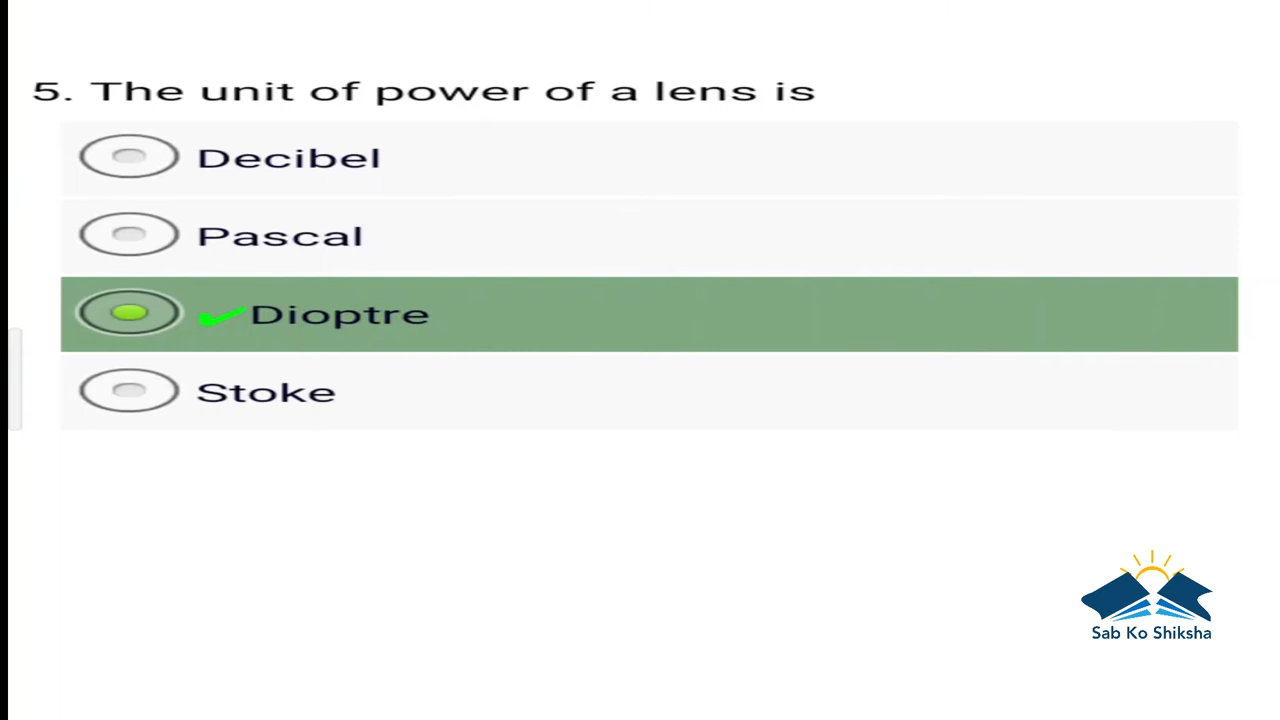 5. The unit of power of a lens is
Decibel
Pascal
✔Dioptre
Stoke
Sab Ko Shiksha